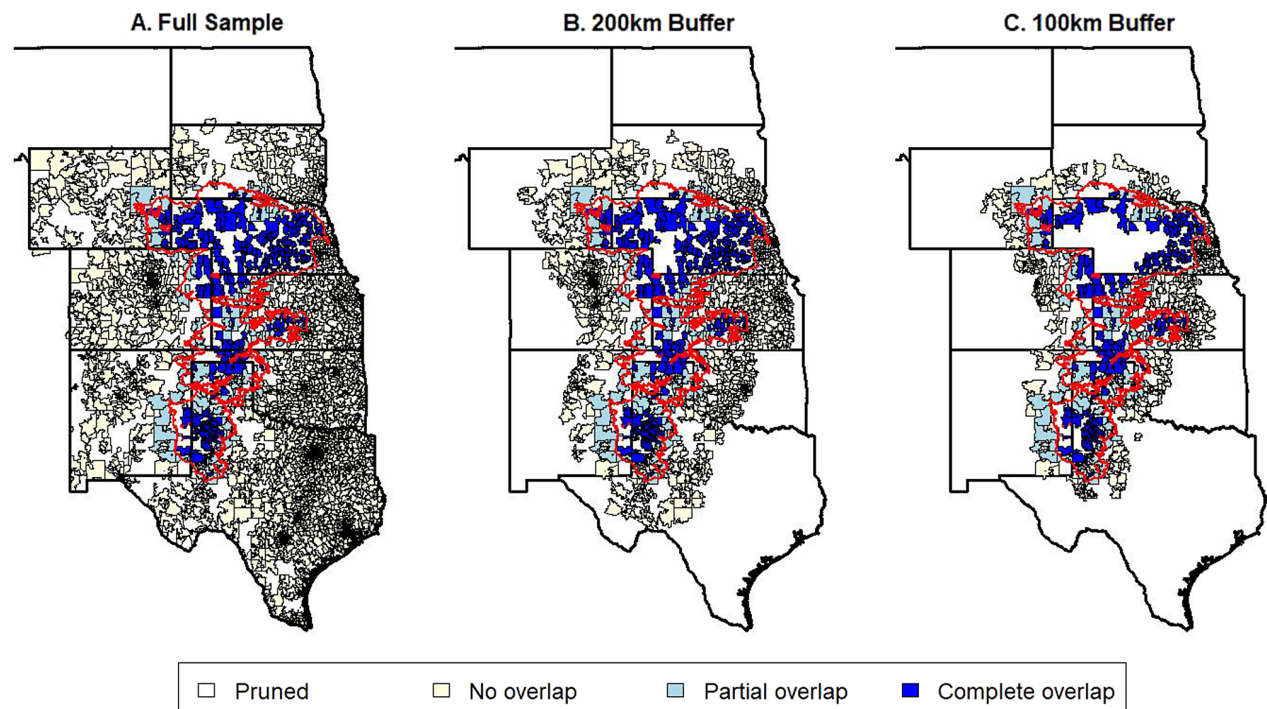 A. Full Sample B. 200km Buffer C. 100km Buffer
Pruned No overlap Partial overlap Complete overlap